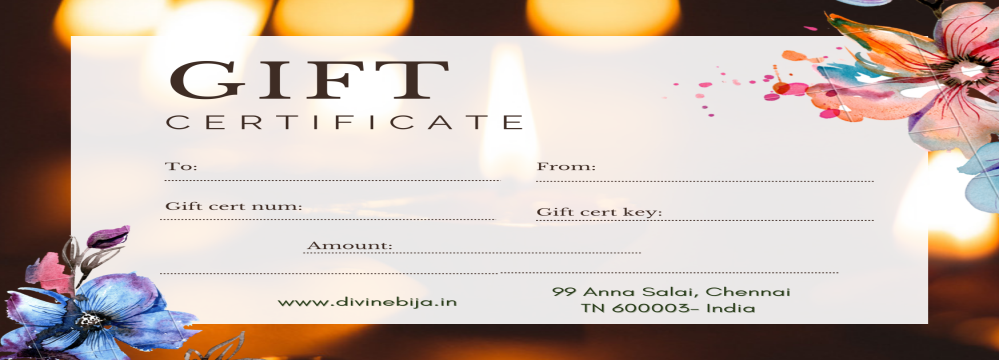 GIFT
CERTIFICATE
To:
From:
Gift cert num:
Gift cert key:
Amount:
www.divinebija.in
99 Anna Salai, Chennai
TN 600003- India